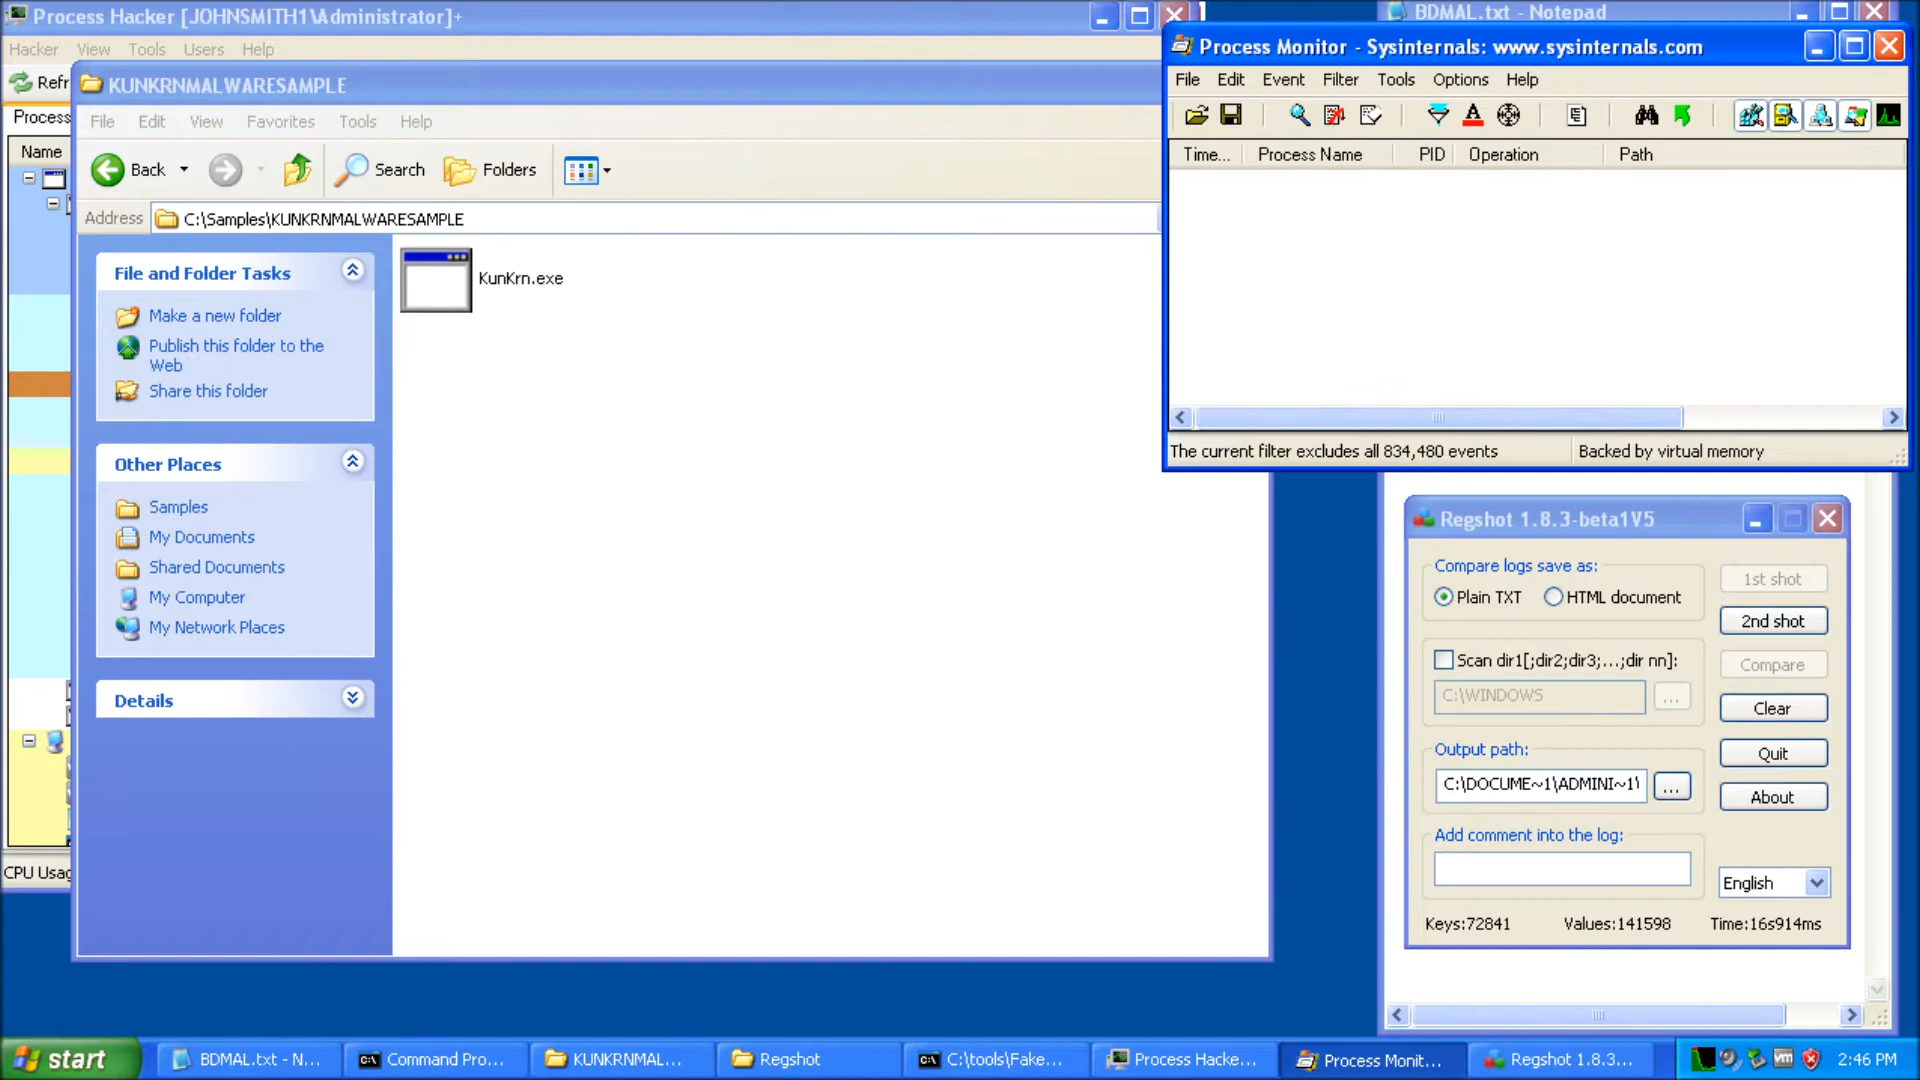 Process Hacker [JOHNSMITH1\Administrator]+
Hacker View Tools Users Help
Refr
Process
Name
CPU Usag
KUNKRNMALWARESAMPLE
File Edit View Favorites Tools Help
Back Search Folders
Address C:\Samples\KUNKRNMALWARESAMPLE
File and Folder Tasks
Make a new folder
Publish this folder to the
Web
Share this folder
Other Places
Samples
My Documents
Shared Documents
My Computer
My Network Places
Details
KunKrn.exe
BDMAL.txt - Notepad
Process Monitor - Sysinternals: www.sysinternals.com
File Edit Event Filter Tools Options Help
Time... Process Name PID Operation Path
The current filter excludes all 834,480 events Backed by virtual memory
Regshot 1.8.3-beta1V5
Compare logs save as:
Plain TXT HTML document
1st shot
2nd shot
Scan dir1[;dir2;dir3;...;dir nn]:
Compare
C:\WINDOWS ...
Clear
Output path:
Quit
C:\DOCUME~1\ADMINI~1\ ...
About
Add comment into the log:
English
Keys:72841 Values:141598 Time:16s914ms
start BDMAL.txt - N... Command Pro... KUNKRNMAL... Regshot C:\tools\Fake... Process Hacke... Process Monit... Regshot 1.8.3... 2:46 PM